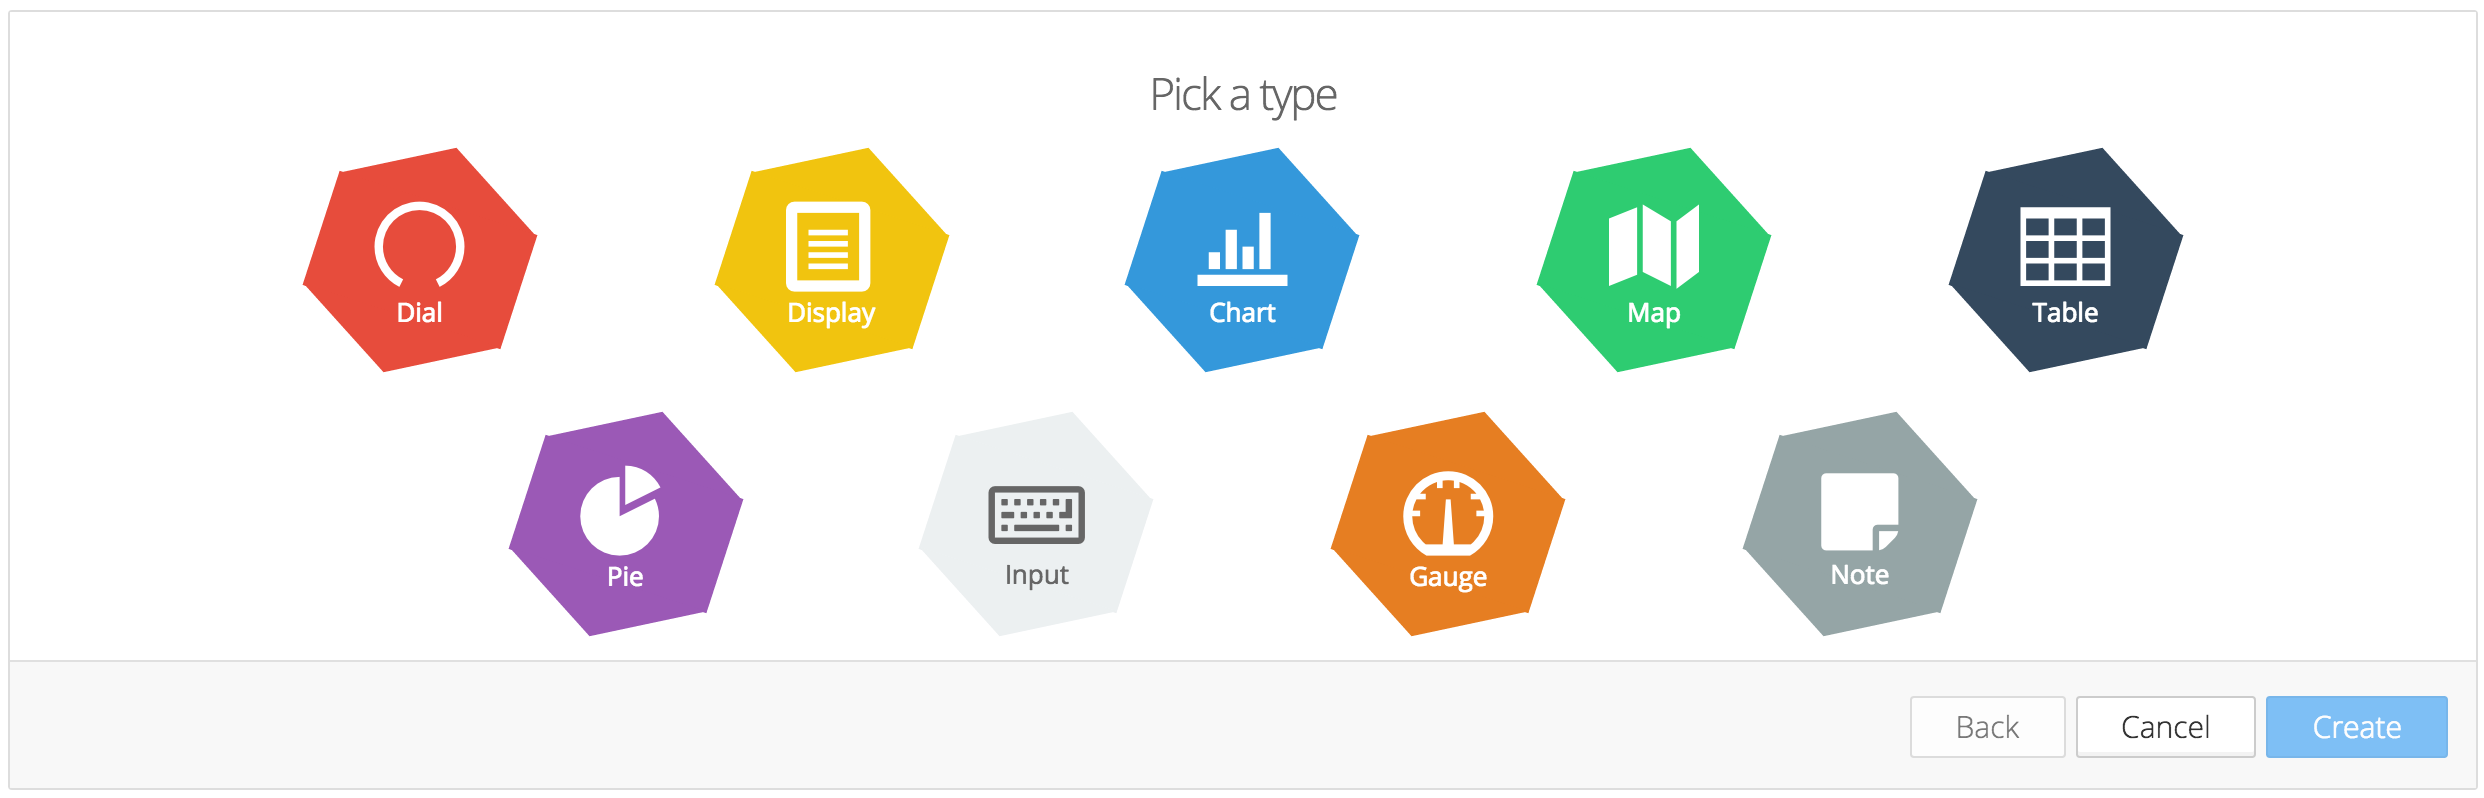 Pick a type
Dial
Display
Chart
Map
Table
Pie
Input
Gauge
Note
Back
Cancel
Create